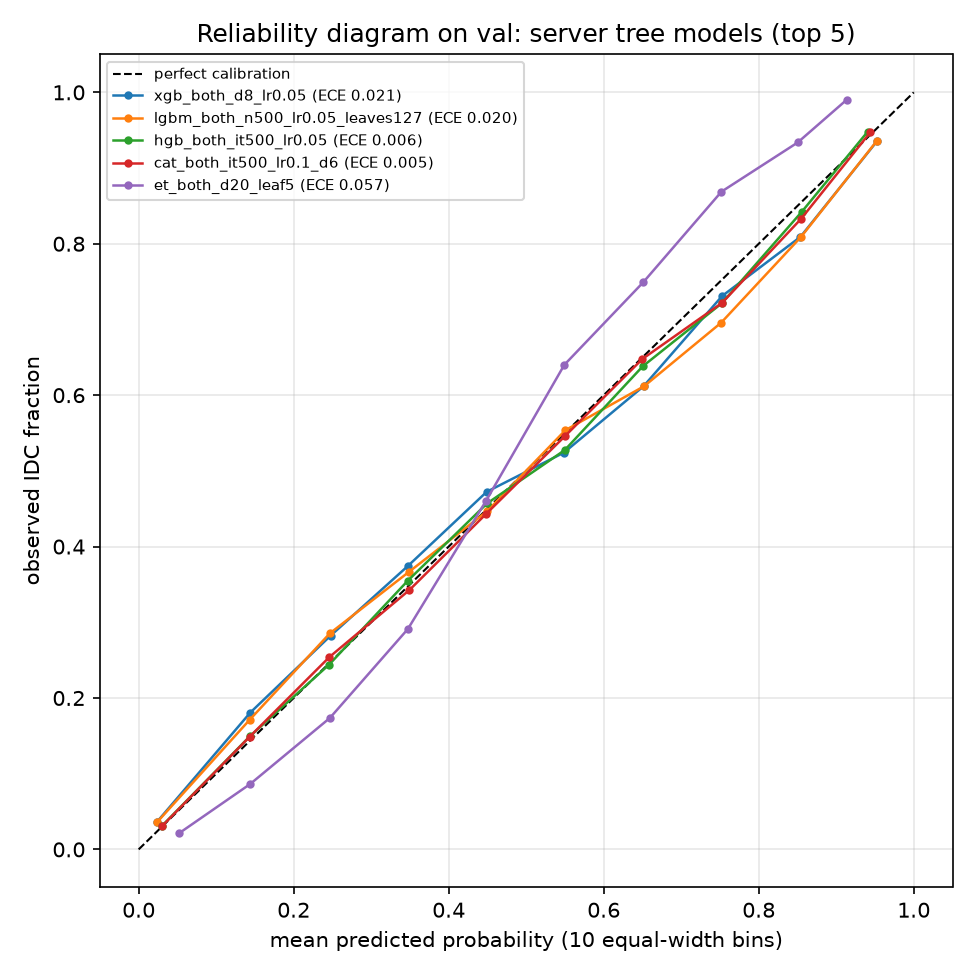 Reliability diagram on val: server tree models (top 5)
perfect calibration
xgb_both_d8_lr0.05 (ECE 0.021)
lgbm_both_n500_lr0.05_leaves127 (ECE 0.020)
hgb_both_it500_lr0.05 (ECE 0.006)
cat_both_it500_lr0.1_d6 (ECE 0.005)
et_both_d20_leaf5 (ECE 0.057)
observed IDC fraction
1.0
0.8
0.6
0.4
0.2
0.0
0.0 0.2 0.4 0.6 0.8 1.0
mean predicted probability (10 equal-width bins)